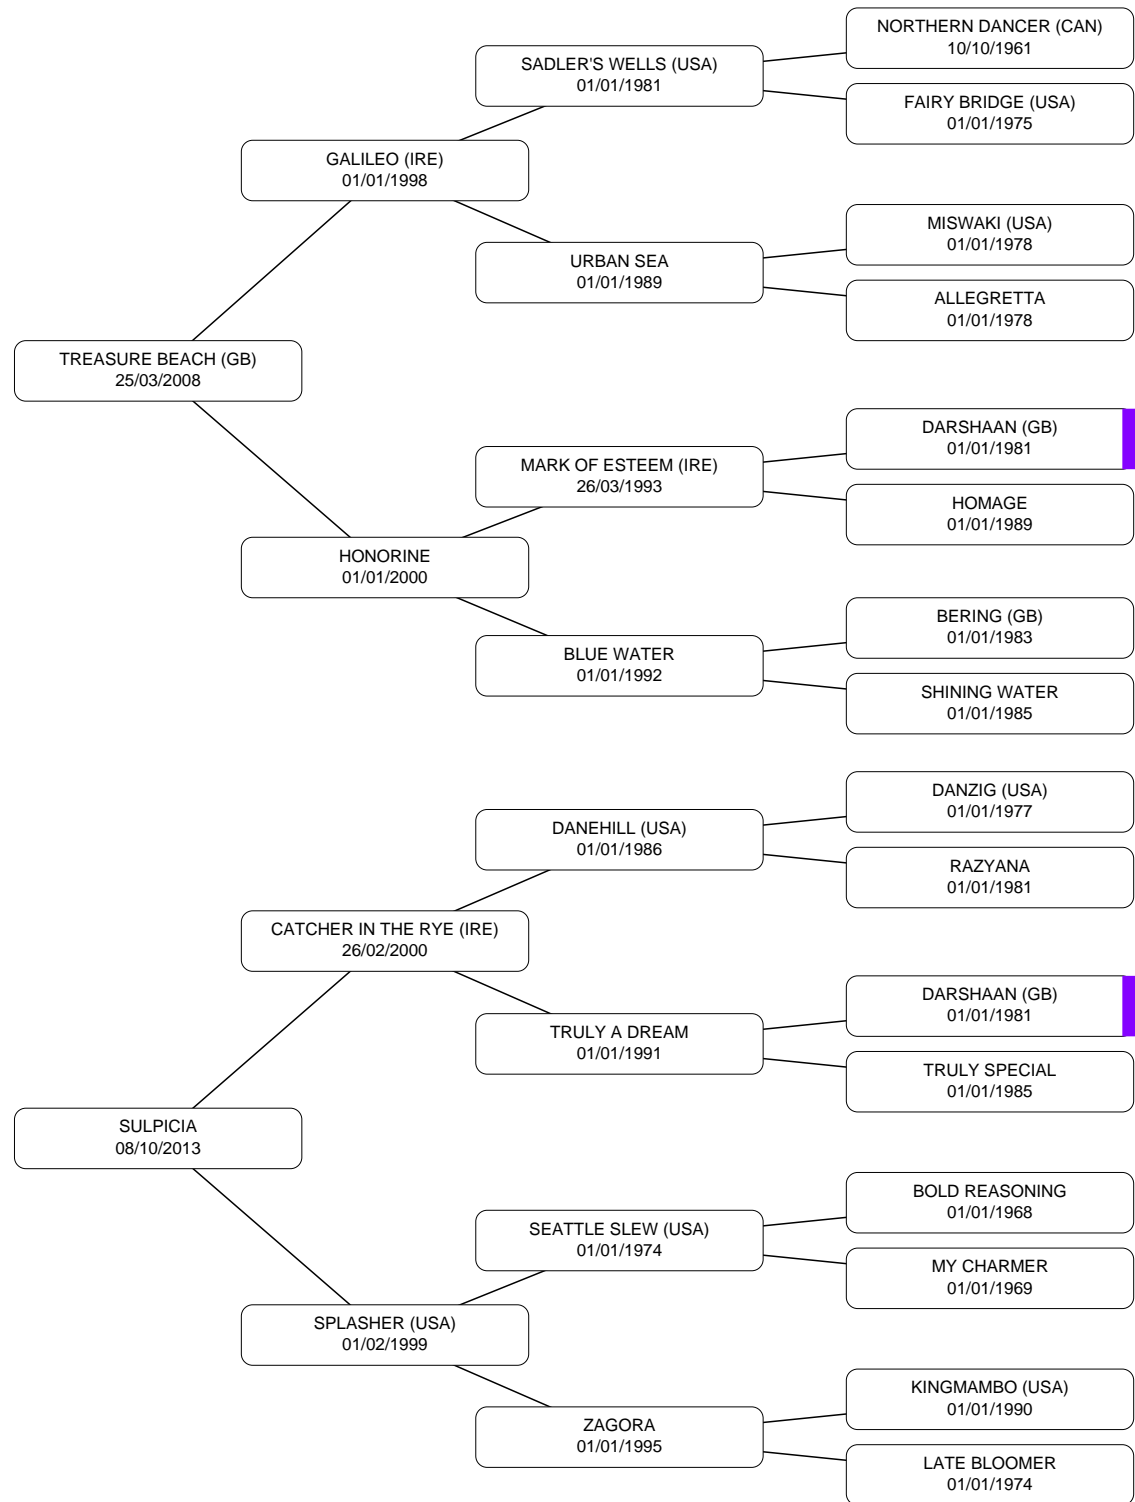 NORTHERN DANCER (CAN)
10/10/1961
SADLER'S WELLS (USA)
01/01/1981
FAIRY BRIDGE (USA)
01/01/1975
GALILEO (IRE)
01/01/1998
MISWAKI (USA)
01/01/1978
URBAN SEA
01/01/1989
ALLEGRETTA
01/01/1978
TREASURE BEACH (GB)
25/03/2008
DARSHAAN (GB)
01/01/1981
MARK OF ESTEEM (IRE)
26/03/1993
HOMAGE
01/01/1989
HONORINE
01/01/2000
BERING (GB)
01/01/1983
BLUE WATER
01/01/1992
SHINING WATER
01/01/1985
DANZIG (USA)
01/01/1977
DANEHILL (USA)
01/01/1986
RAZYANA
01/01/1981
CATCHER IN THE RYE (IRE)
26/02/2000
DARSHAAN (GB)
01/01/1981
TRULY A DREAM
01/01/1991
TRULY SPECIAL
01/01/1985
SULPICIA
08/10/2013
BOLD REASONING
01/01/1968
SEATTLE SLEW (USA)
01/01/1974
MY CHARMER
01/01/1969
SPLASHER (USA)
01/02/1999
KINGMAMBO (USA)
01/01/1990
ZAGORA
01/01/1995
LATE BLOOMER
01/01/1974